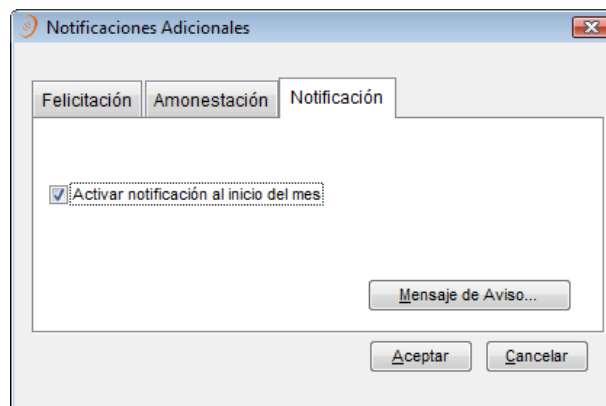 Notificaciones Adicionales
Felicitación Amonestación Notificación
Activar notificación al inicio del mes
Mensaje de Aviso...
Aceptar Cancelar